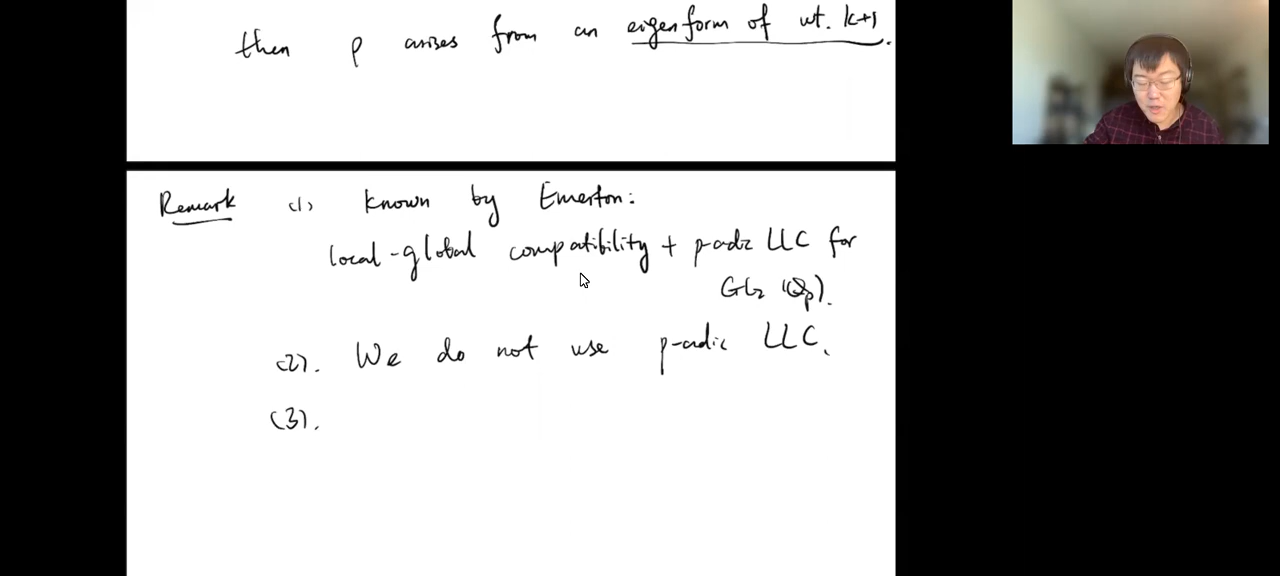 then ρ arises from an eigenform of wt. k+1.
Remark (1) known by Emerton:
local-global compatibility + p-adic LLC for
GL₂(Qp).
(2). We do not use p-adic LLC.
(3).